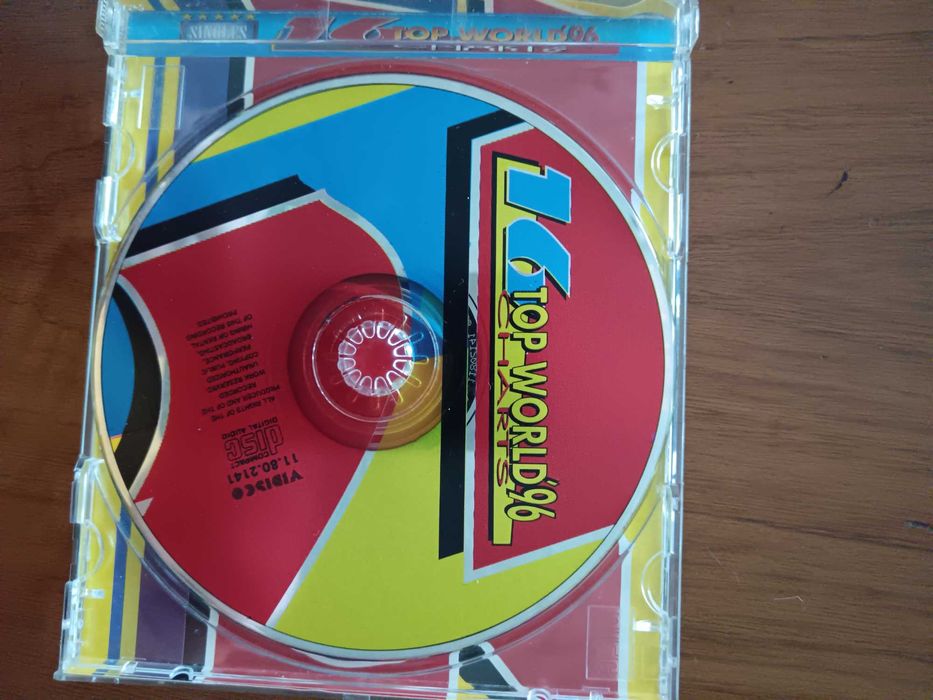 SINGLES
16 TOP WORLD'96
CHARTS
16
TOP WORLD'96
CHARTS
VIDISCO
11.80.2141
COMPACT
disc
DIGITAL AUDIO
ALL RIGHTS OF THE
PRODUCER AND OF THE
RECORDED
WORK RESERVED.
UNAUTHORIZED
COPYING, PUBLIC
PERFORMANCE,
BROADCASTING,
HIRING OR RENTAL
OF THIS RECORDING
PROHIBITED.